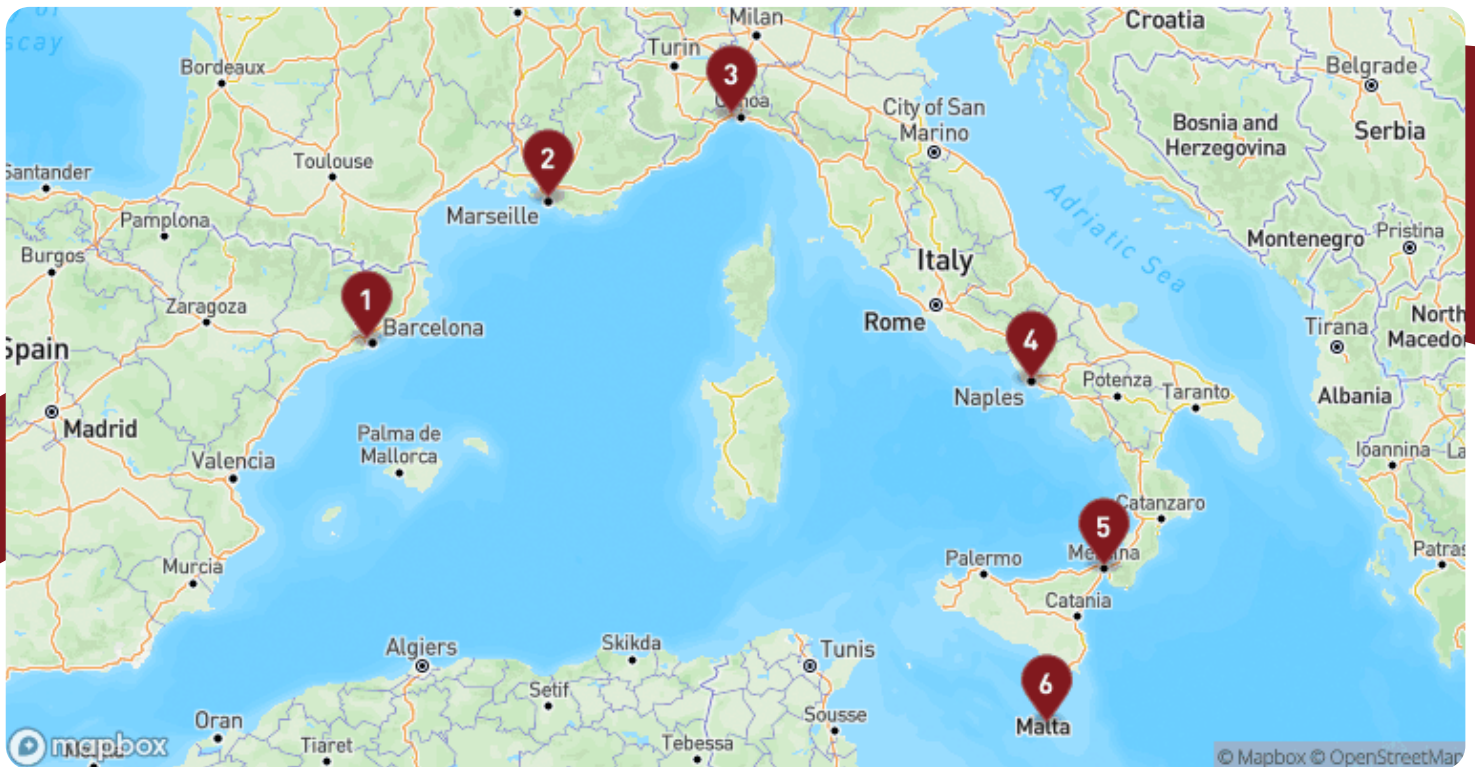 scay
Milan
Croatia
Turin
3
Bordeaux
Belgrade
City of San
Marino
Bosnia and
Herzegovina
Serbia
2
Toulouse
Santander
Marseille
Pamplona
Adriatic Sea
Montenegro
Pristina
Burgos
Italy
1
Zaragoza
Barcelona
Rome
North
Macedo
Tirana
Spain
4
Potenza
Taranto
Naples
Albania
Madrid
Palma de
Mallorca
Valencia
Ioannina
La
Catanzaro
5
Palermo
Patras
Murcia
Catania
Algiers
Skikda
Tunis
6
Setif
Malta
Oran
Sousse
mapbox
Tiaret
Tebessa
© Mapbox © OpenStreetMap